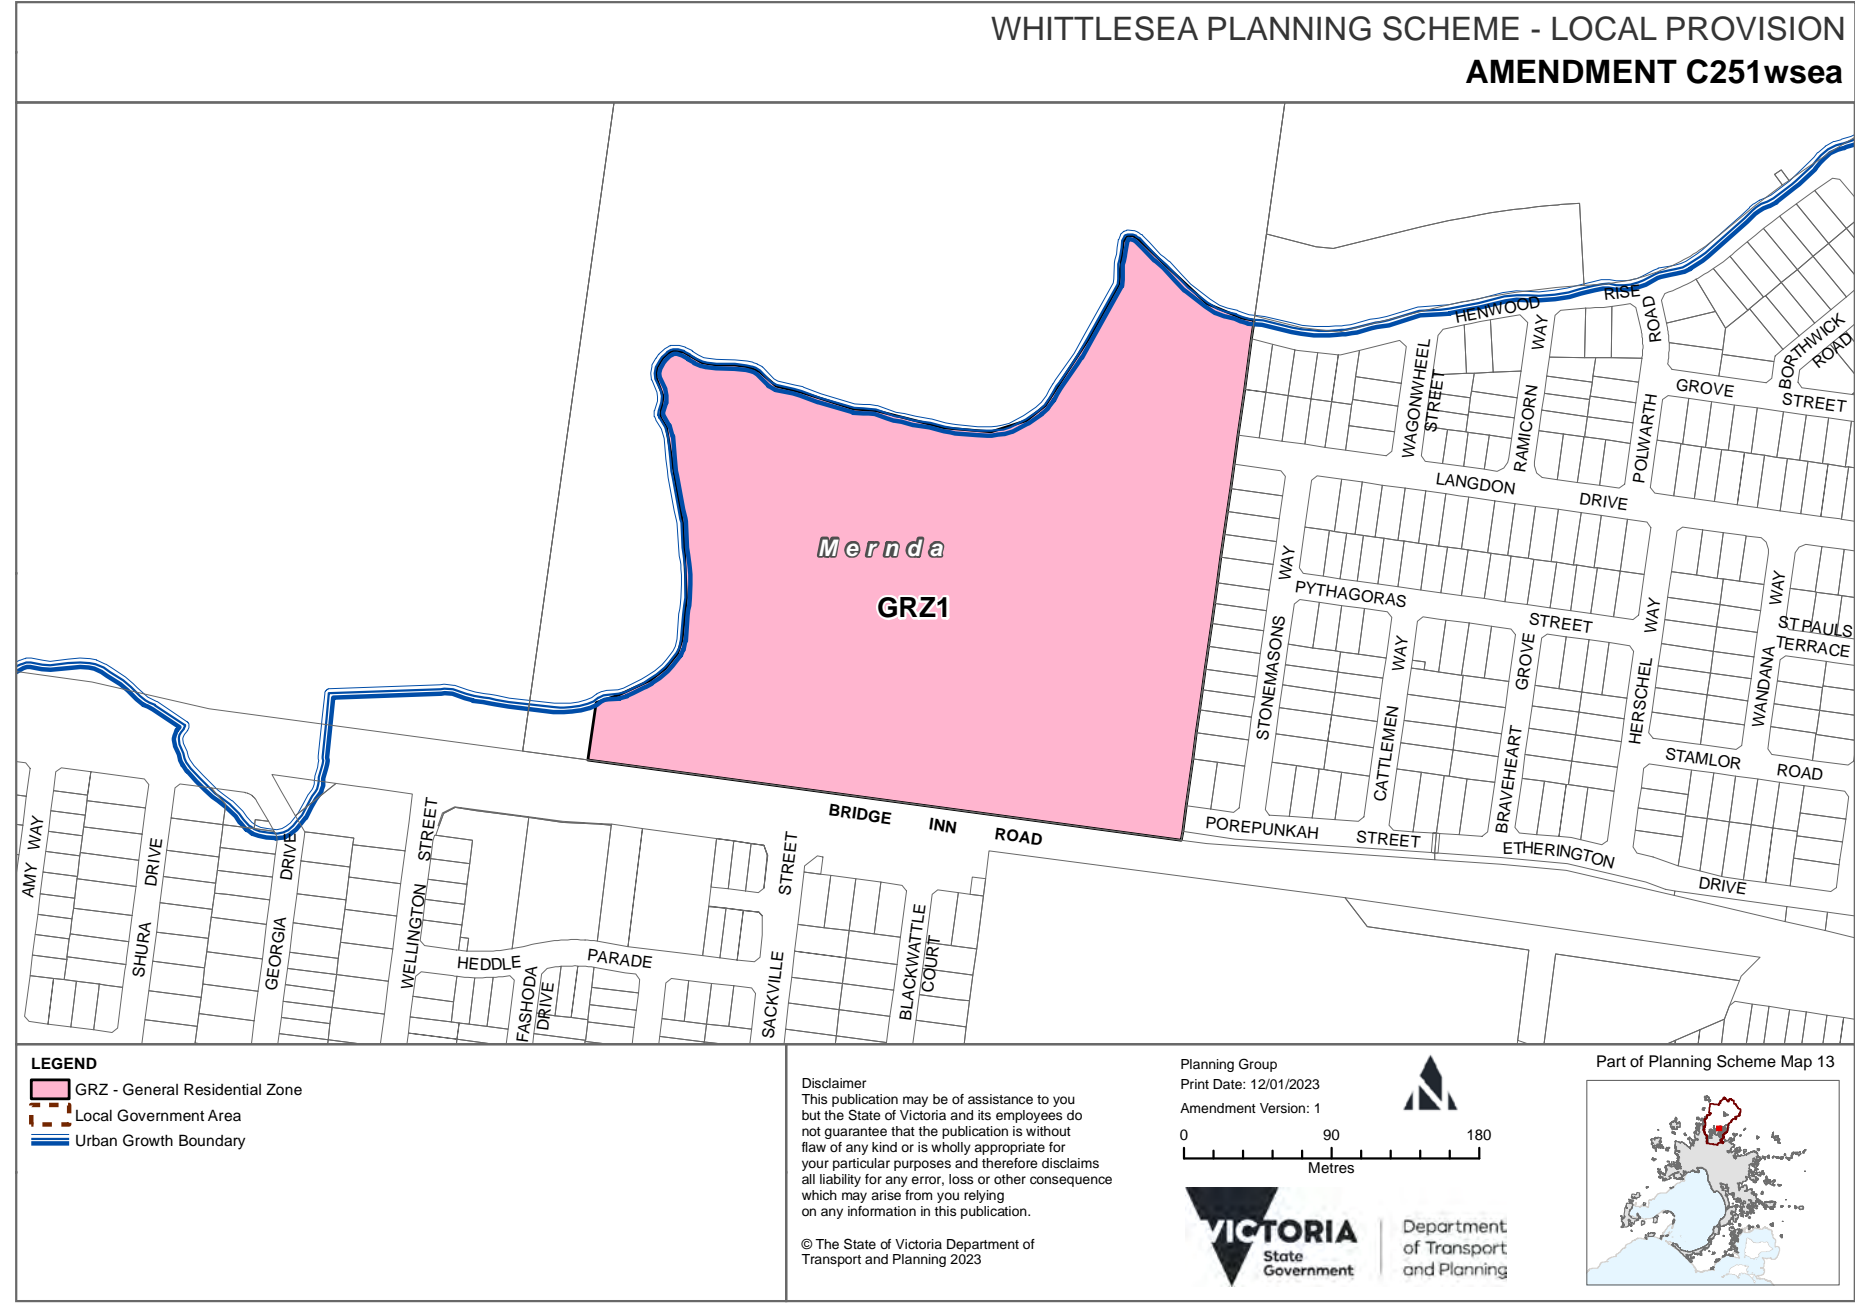 WHITTLESEA PLANNING SCHEME - LOCAL PROVISION
AMENDMENT C251wsea
HENWOOD
RISE
ROAD
WAY
BORTHWICK
ROAD
WAGONWHEEL
STREET
RAMICORN
POLWARTH
GROVE
STREET
LANGDON
DRIVE
Mernda
GRZ1
WAY
PYTHAGORAS
STREET
STONEMASONS
WAY
CATTLEMEN
GROVE
BRAVEHEART
WAY
HERSCHEL
WAY
WANDANA
ST PAULS
TERRACE
STAMLOR
ROAD
BRIDGE
INN
ROAD
POREPUNKAH
STREET
ETHERINGTON
DRIVE
AMY
WAY
SHURA
DRIVE
GEORGIA
DRIVE
WELLINGTON
STREET
HEDDLE
PARADE
FASHODA
DRIVE
SACKVILLE
STREET
BLACKWATTLE
COURT
LEGEND
GRZ - General Residential Zone
Local Government Area
Urban Growth Boundary
Disclaimer
This publication may be of assistance to you
but the State of Victoria and its employees do
not guarantee that the publication is without
flaw of any kind or is wholly appropriate for
your particular purposes and therefore disclaims
all liability for any error, loss or other consequence
which may arise from you relying
on any information in this publication.
© The State of Victoria Department of
Transport and Planning 2023
Planning Group
Print Date: 12/01/2023
Amendment Version: 1
0 90 180
Metres
VICTORIA
State
Government
Department
of Transport
and Planning
Part of Planning Scheme Map 13